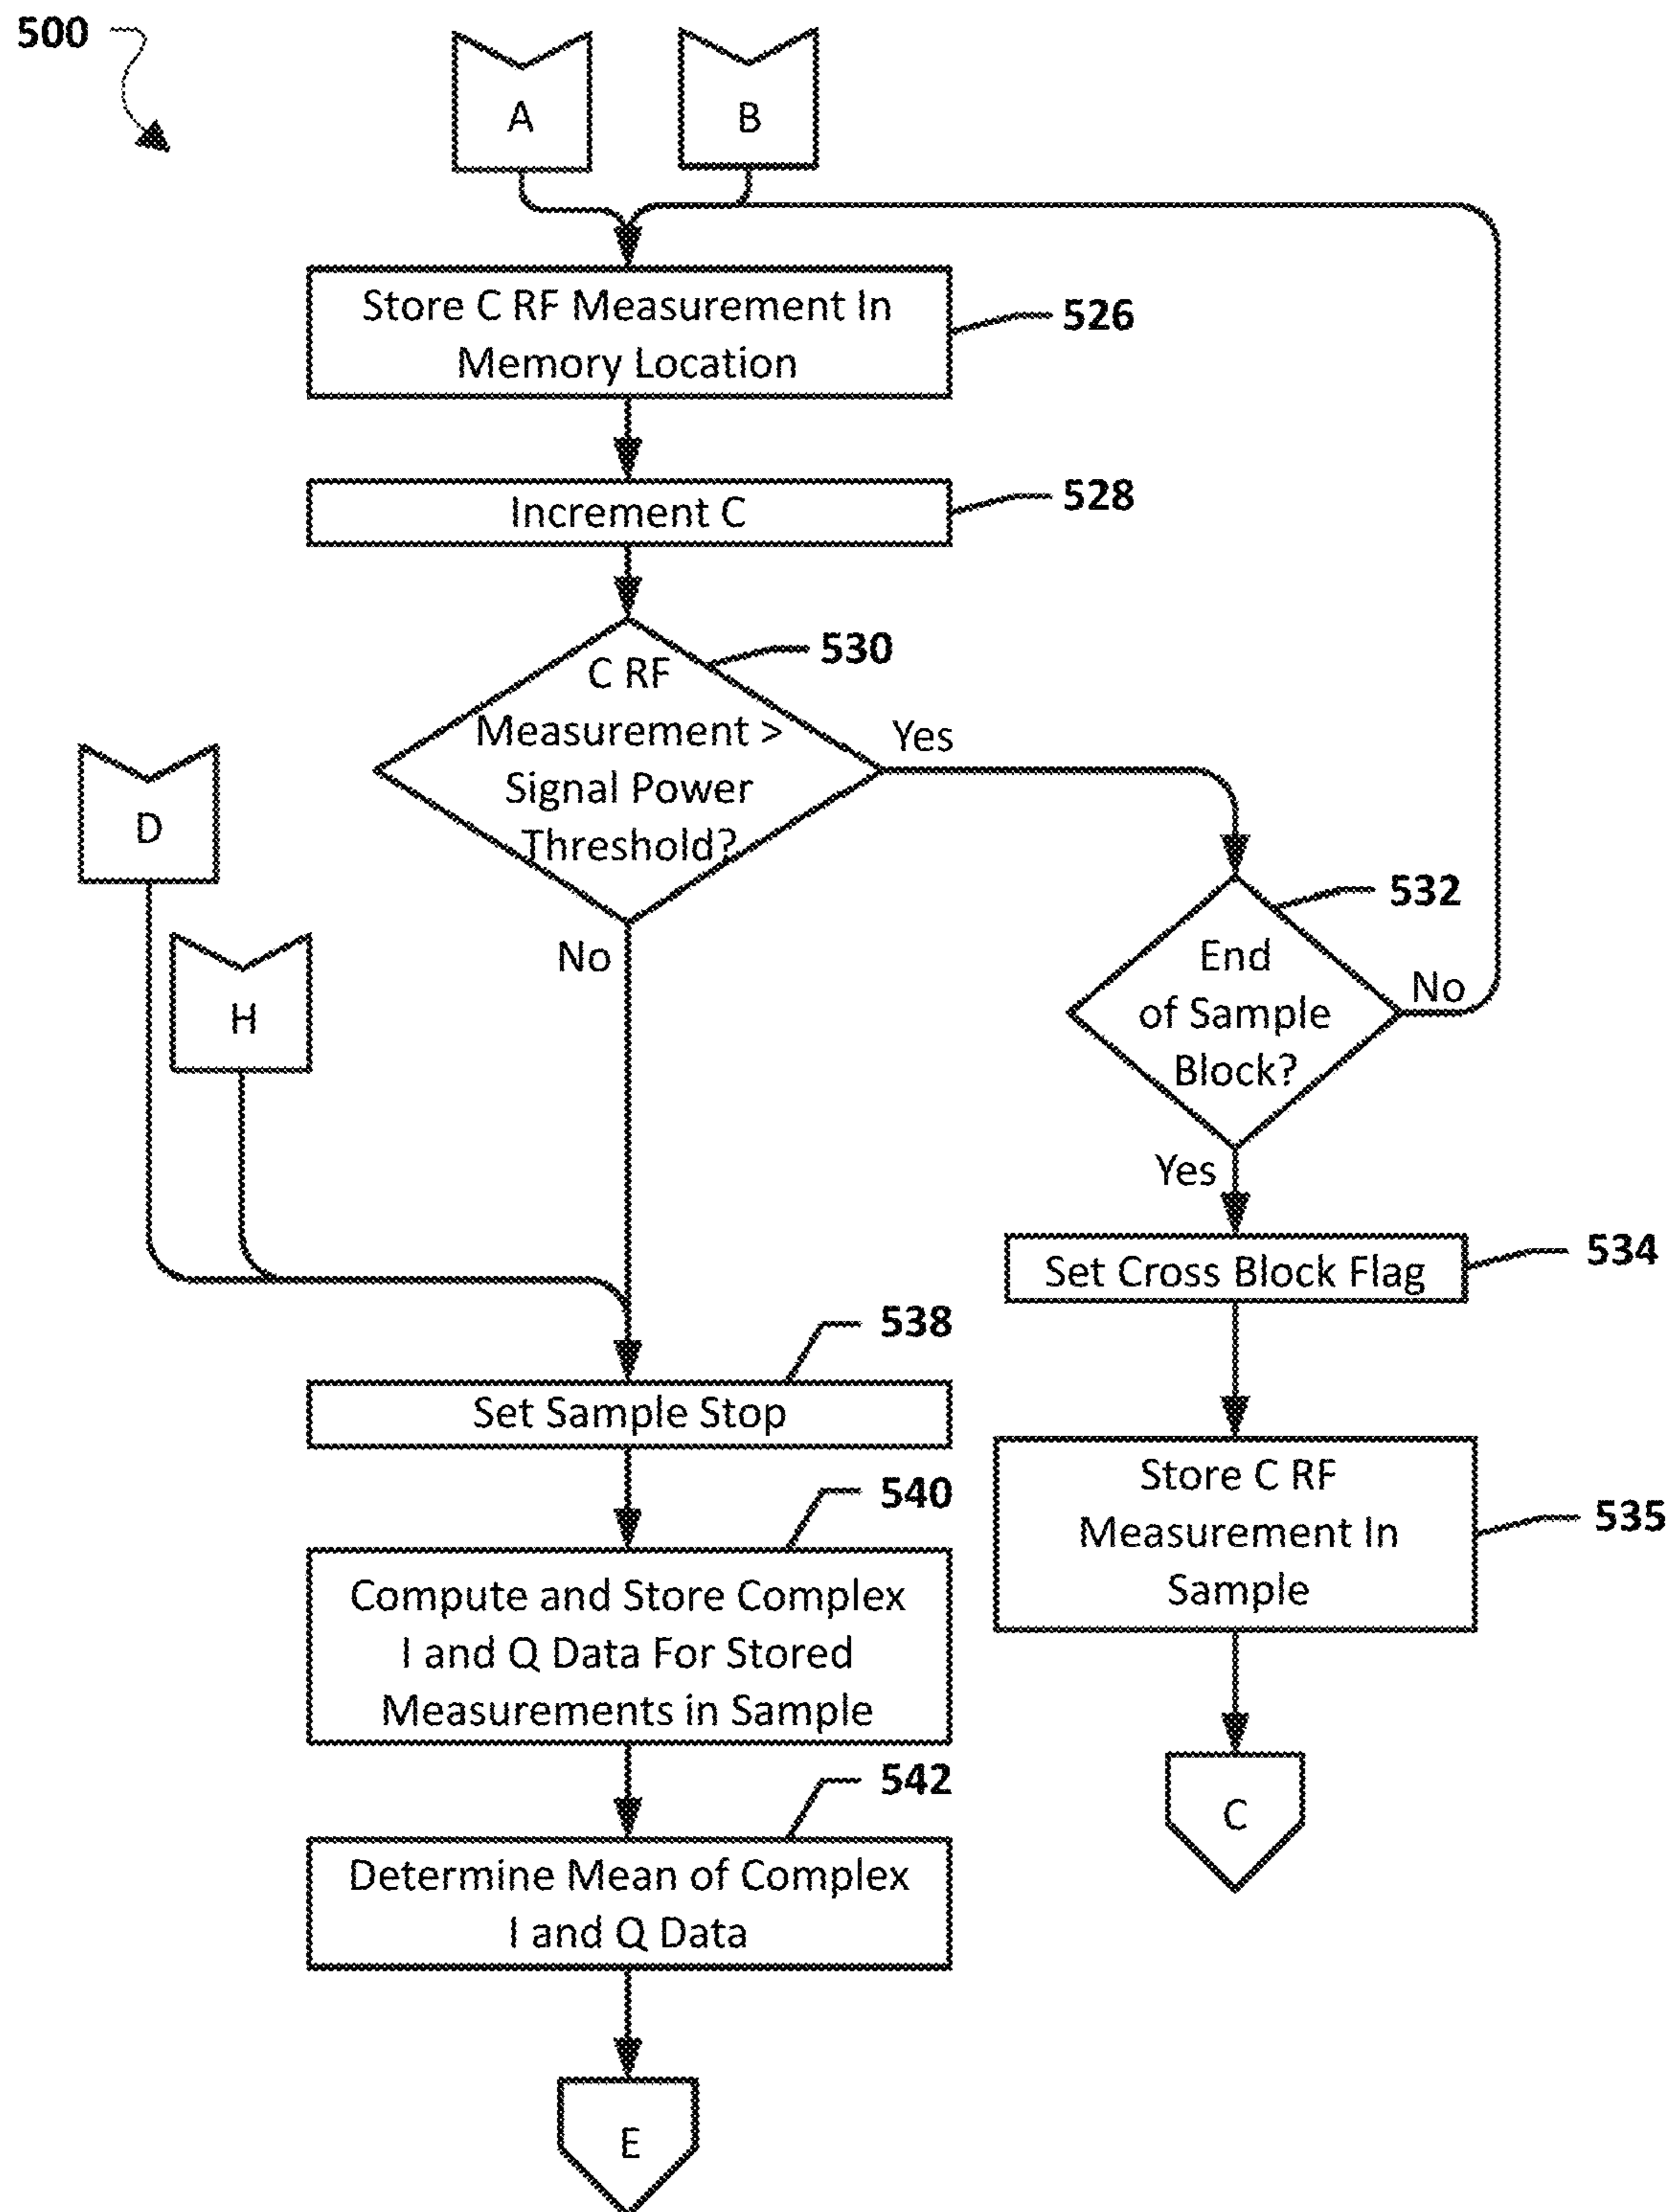 500
A
B
Store C RF Measurement In
Memory Location
526
Increment C
528
530
C RF
Measurement >
Signal Power
Threshold?
Yes
No
D
H
532
End
of Sample
Block?
No
Yes
Set Cross Block Flag
534
538
Set Sample Stop
Store C RF
Measurement In
Sample
535
540
Compute and Store Complex
I and Q Data For Stored
Measurements in Sample
C
542
Determine Mean of Complex
I and Q Data
E